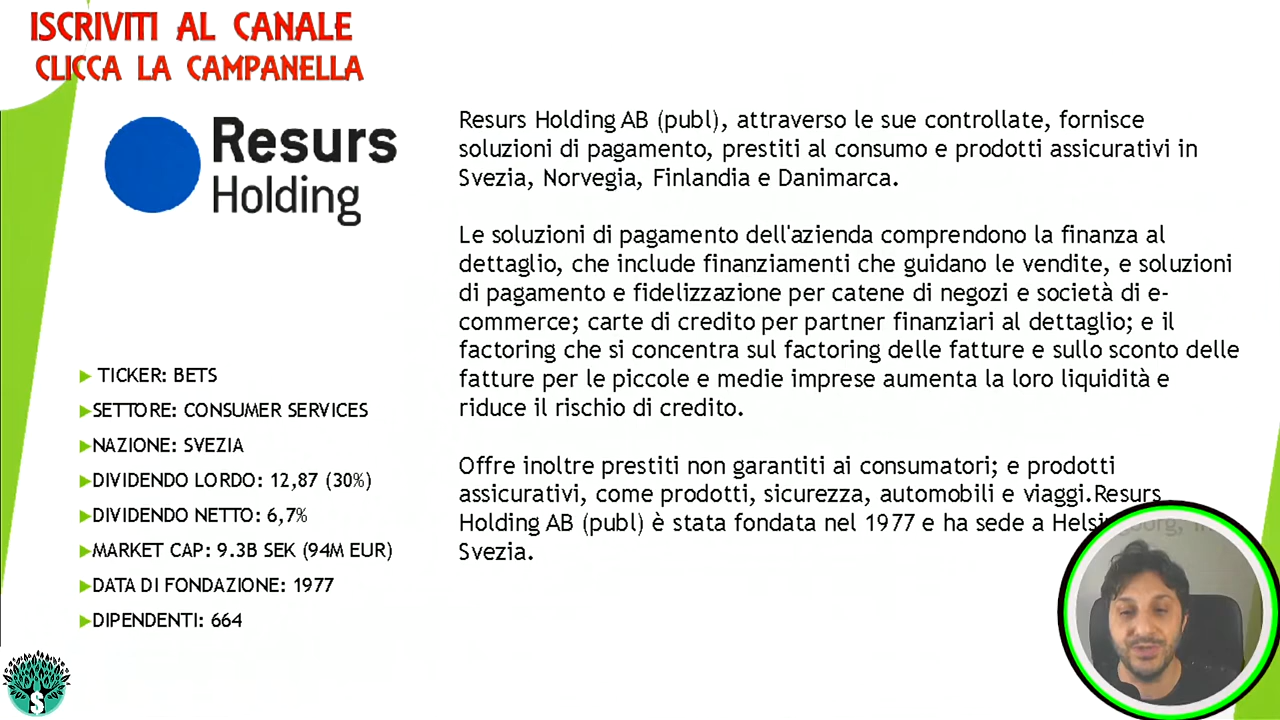 ISCRIVITI AL CANALE
CLICCA LA CAMPANELLA
Resurs
Holding
TICKER: BETS
SETTORE: CONSUMER SERVICES
NAZIONE: SVEZIA
DIVIDENDO LORDO: 12,87 (30%)
DIVIDENDO NETTO: 6,7%
MARKET CAP: 9.3B SEK (94M EUR)
DATA DI FONDAZIONE: 1977
DIPENDENTI: 664
Resurs Holding AB (publ), attraverso le sue controllate, fornisce
soluzioni di pagamento, prestiti al consumo e prodotti assicurativi in
Svezia, Norvegia, Finlandia e Danimarca.
Le soluzioni di pagamento dell'azienda comprendono la finanza al
dettaglio, che include finanziamenti che guidano le vendite, e soluzioni
di pagamento e fidelizzazione per catene di negozi e società di e-
commerce; carte di credito per partner finanziari al dettaglio; e il
factoring che si concentra sul factoring delle fatture e sullo sconto delle
fatture per le piccole e medie imprese aumenta la loro liquidità e
riduce il rischio di credito.
Offre inoltre prestiti non garantiti ai consumatori; e prodotti
assicurativi, come prodotti, sicurezza, automobili e viaggi.Resurs
Holding AB (publ) è stata fondata nel 1977 e ha sede a Helsingborg, in
Svezia.
$